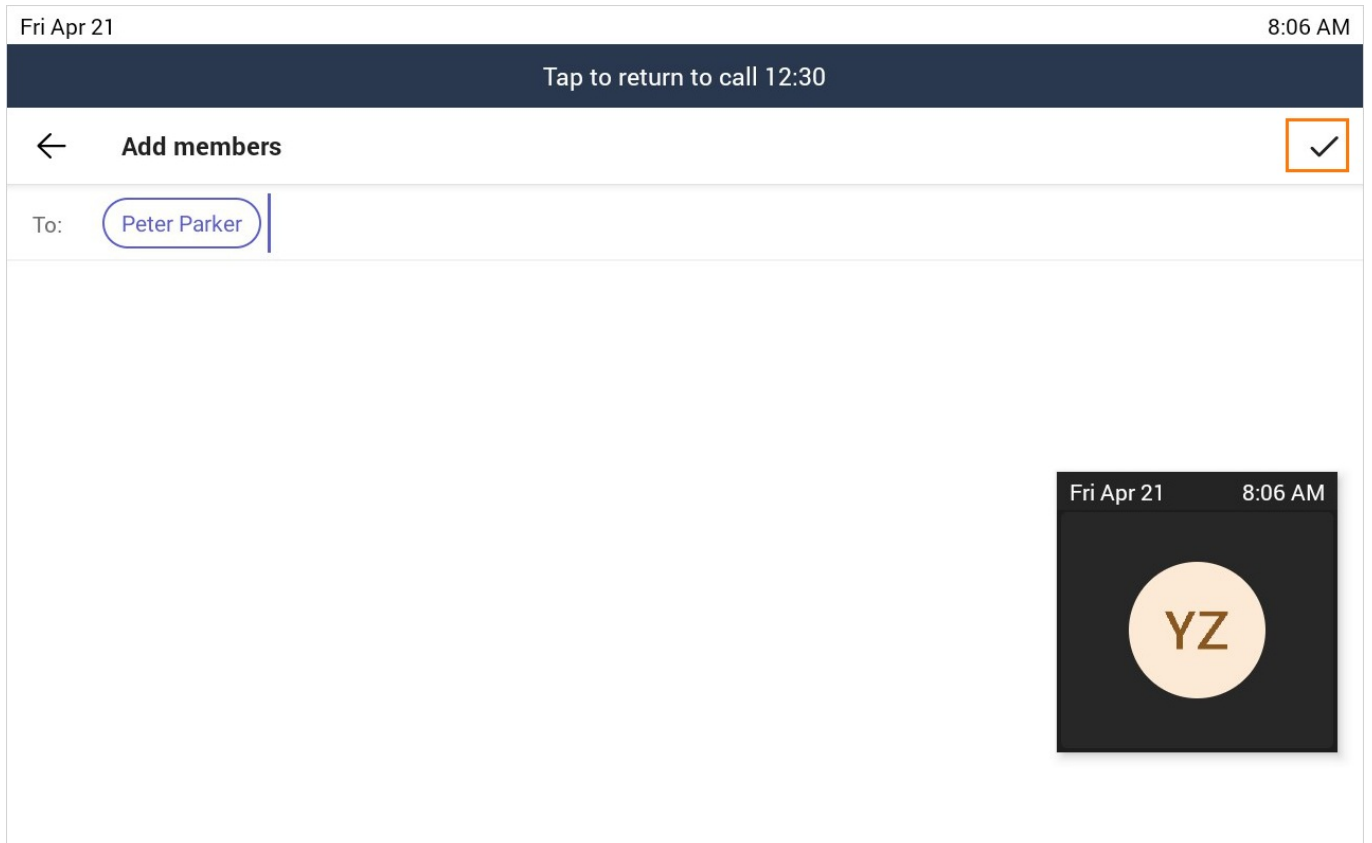 Fri Apr 21 8:06 AM
Tap to return to call 12:30
Add members
To: Peter Parker
Fri Apr 21 8:06 AM
YZ